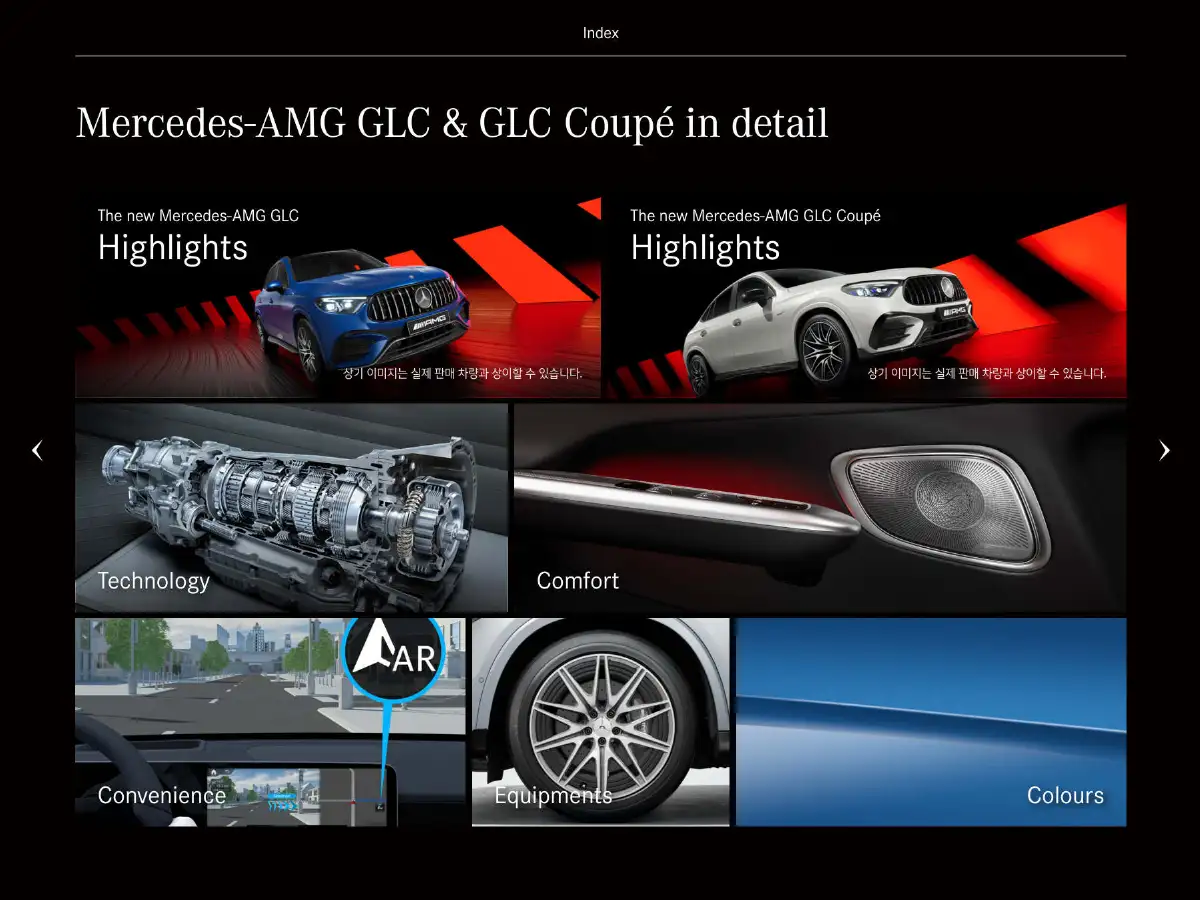 Index
Mercedes-AMG GLC & GLC Coupé in detail
The new Mercedes-AMG GLC
Highlights
AMG
상기 이미지는 실제 판매 차량과 상이할 수 있습니다.
The new Mercedes-AMG GLC Coupé
Highlights
AMG
상기 이미지는 실제 판매 차량과 상이할 수 있습니다.
Technology
Comfort
AR
Convenience
Equipments
Colours